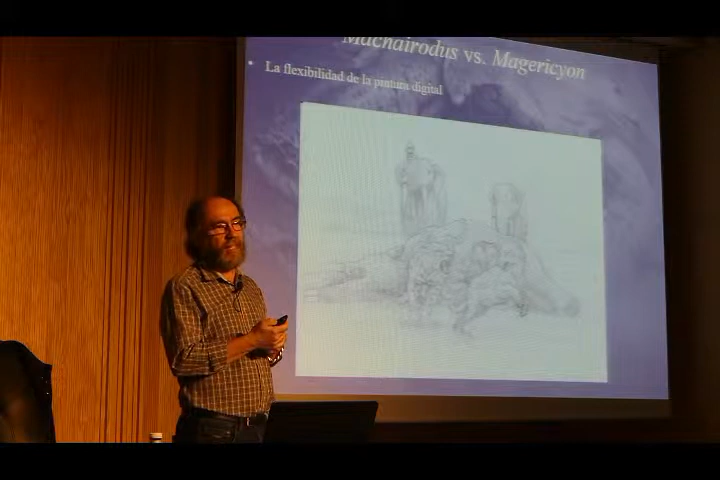 Machairodus vs. Magericyon
La flexibilidad de la pintura digital